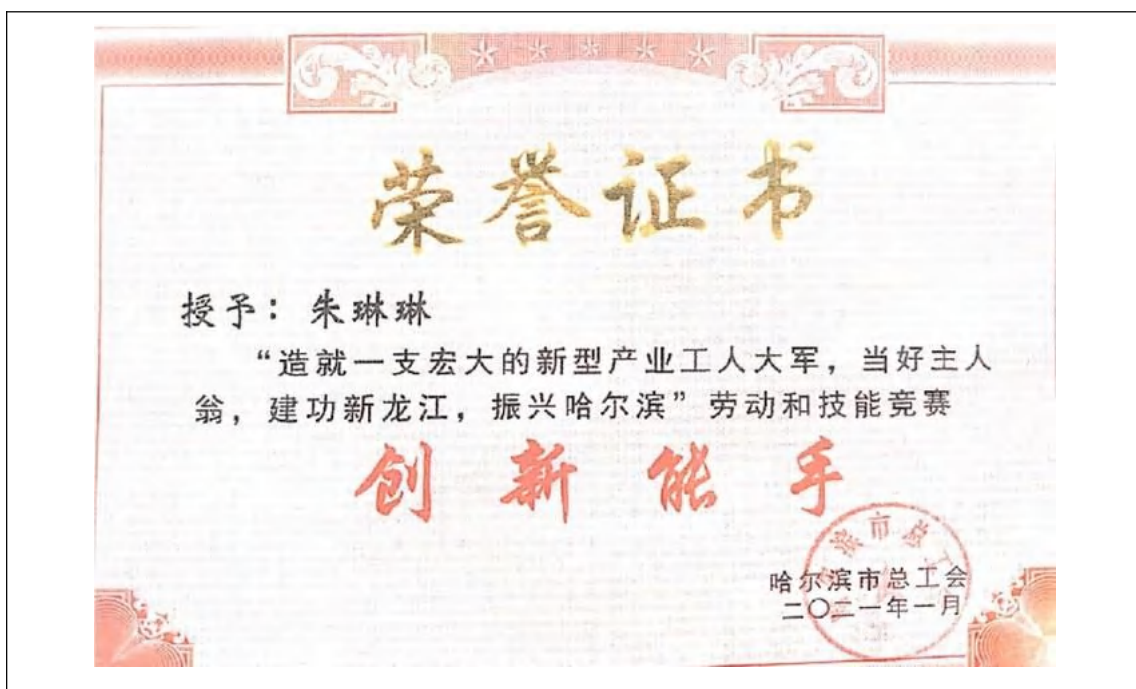 荣誉证书
授予：朱琳琳
“造就一支宏大的新型产业工人大军，当好主人
翁，建功新龙江，振兴哈尔滨”劳动和技能竞赛
创新能手
哈尔滨市总工会
二〇二一年一月